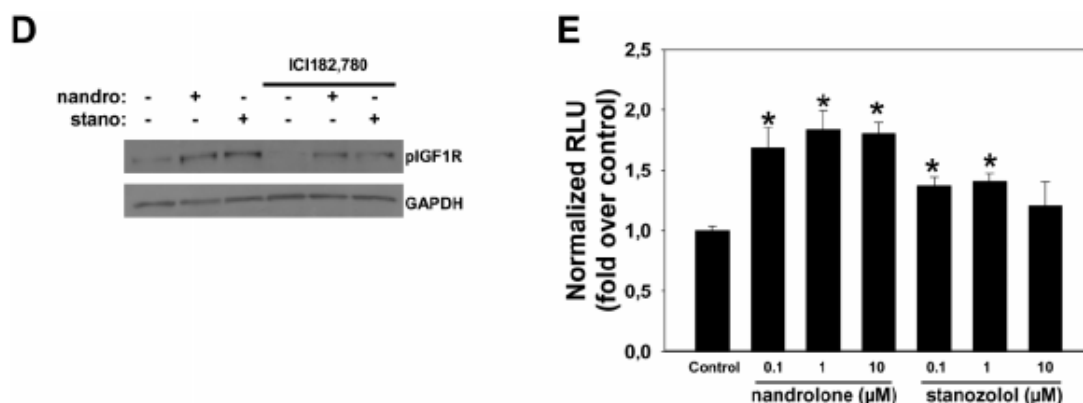 D
ICI182,780
nandro: - + - - + -
stano: - - + - - +
pIGF1R
GAPDH
E
Normalized RLU
(fold over control)
2,5
2,0
1,5
1,0
0,5
0,0
* * * * *
Control 0.1 1 10 0.1 1 10
nandrolone (µM) stanozolol (µM)